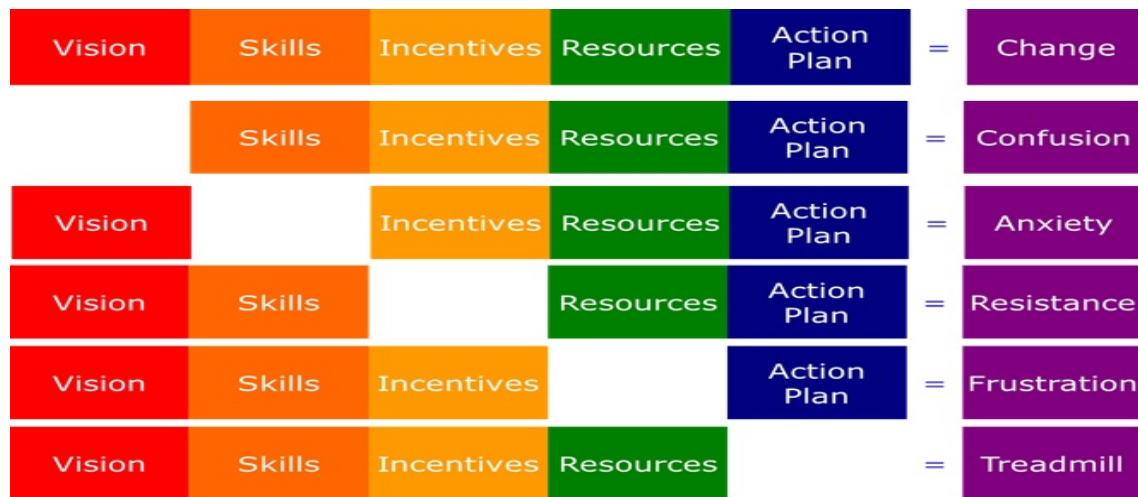 Vision Skills Incentives Resources Action Plan = Change
Skills Incentives Resources Action Plan = Confusion
Vision Incentives Resources Action Plan = Anxiety
Vision Skills Resources Action Plan = Resistance
Vision Skills Incentives Action Plan = Frustration
Vision Skills Incentives Resources = Treadmill